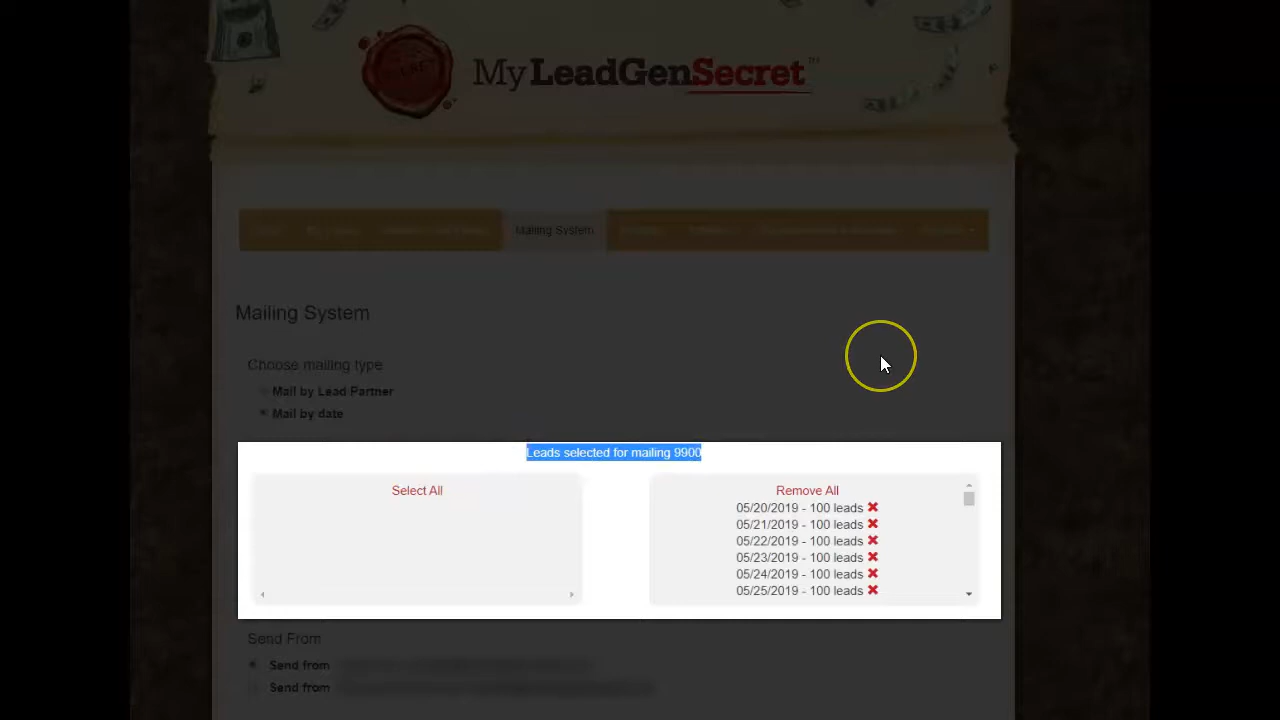 My LeadGenSecret™
Mailing System
Mailing System
Choose mailing type
Mail by Lead Partner
Mail by date
Leads selected for mailing 9900
Select All
Remove All
05/20/2019 - 100 leads
05/21/2019 - 100 leads
05/22/2019 - 100 leads
05/23/2019 - 100 leads
05/24/2019 - 100 leads
05/25/2019 - 100 leads
Send From
Send from
Send from